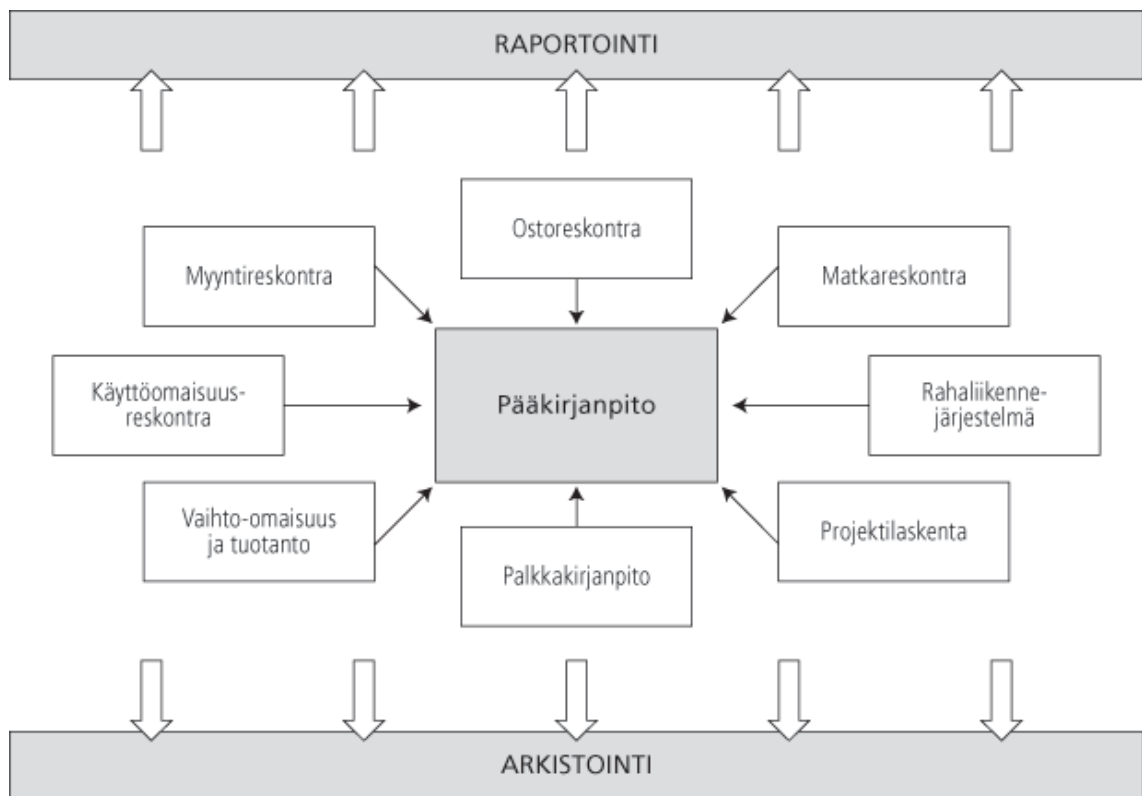 RAPORTOINTI
Ostoreskontra
Myyntireskontra
Matkareskontra
Käyttöomaisuus-
reskontra
Pääkirjanpito
Rahaliikenne-
järjestelmä
Vaihto-omaisuus
ja tuotanto
Palkkakirjanpito
Projektilaskenta
ARKISTOINTI